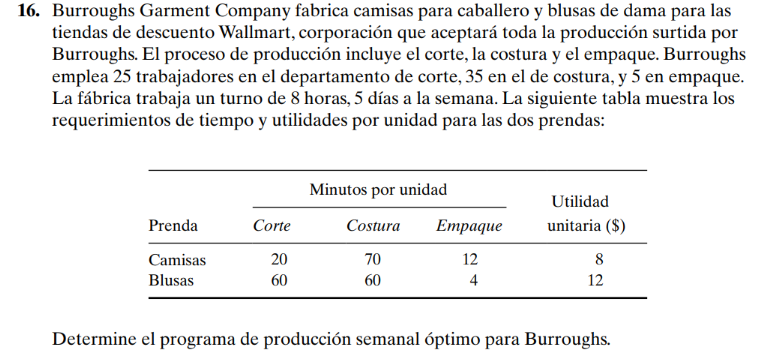 16. Burroughs Garment Company fabrica camisas para caballero y blusas de dama para las
tiendas de descuento Wallmart, corporación que aceptará toda la producción surtida por
Burroughs. El proceso de producción incluye el corte, la costura y el empaque. Burroughs
emplea 25 trabajadores en el departamento de corte, 35 en el de costura, y 5 en empaque.
La fábrica trabaja un turno de 8 horas, 5 días a la semana. La siguiente tabla muestra los
requerimientos de tiempo y utilidades por unidad para las dos prendas:
Minutos por unidad
Utilidad
Prenda Corte Costura Empaque unitaria ($)
Camisas 20 70 12 8
Blusas 60 60 4 12
Determine el programa de producción semanal óptimo para Burroughs.